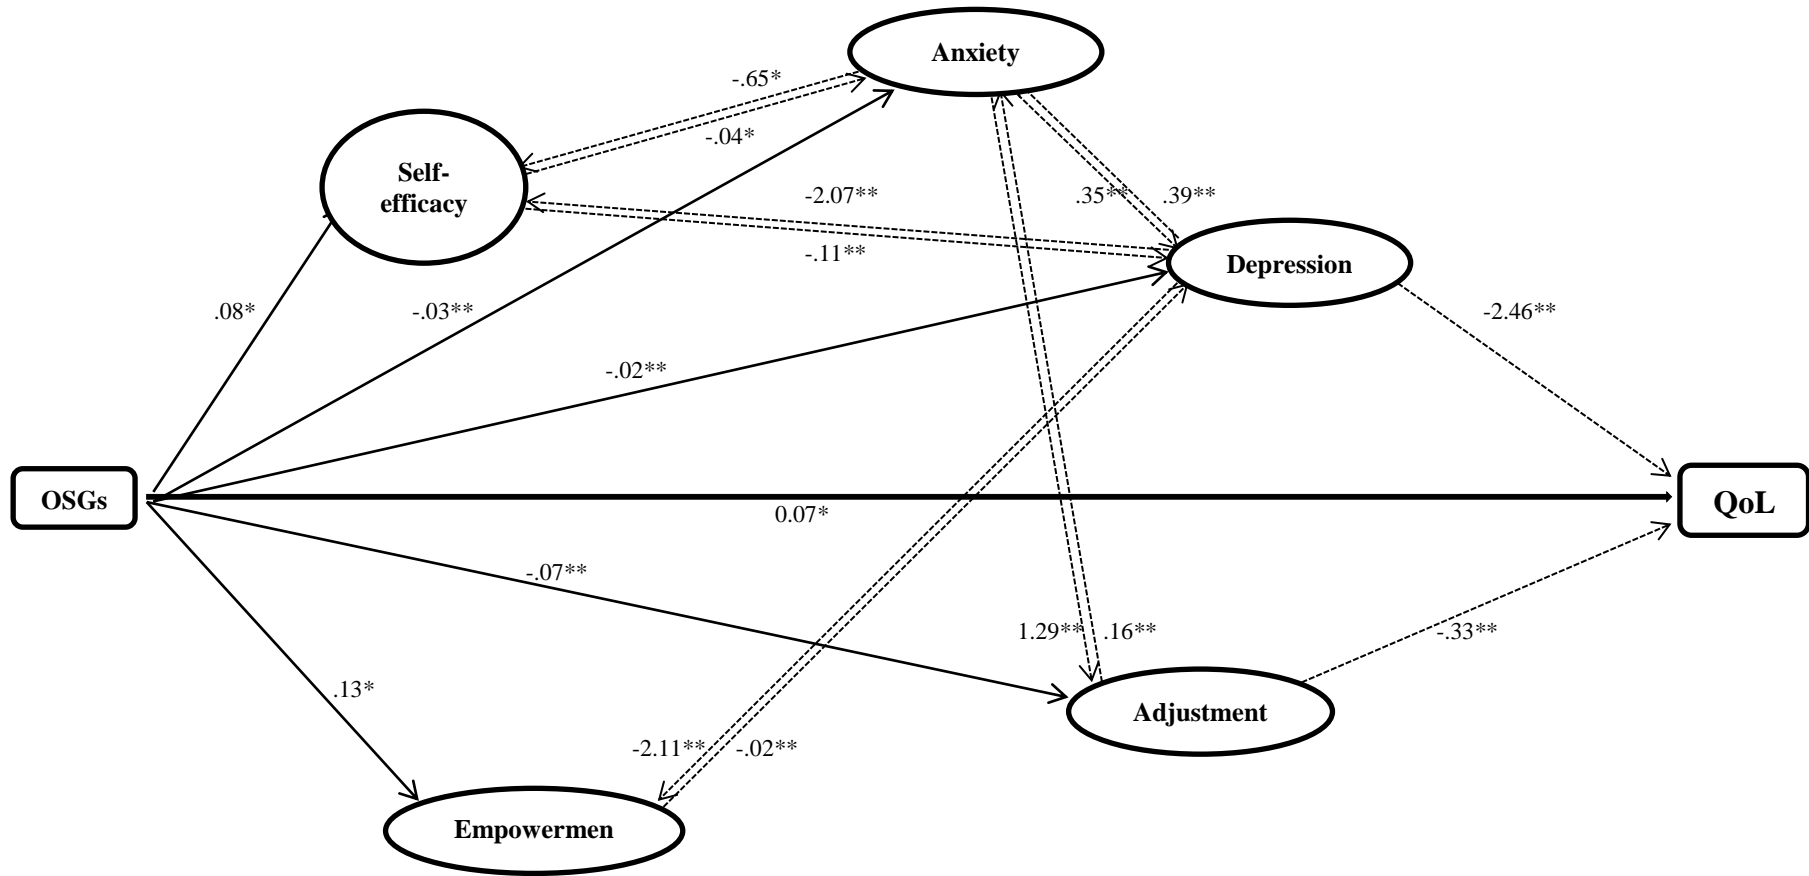 Anxiety
-.65*
-.04*
Self-
efficacy
-2.07**
.35**
.39**
-.11**
Depression
.08*
-.03**
-2.46**
-.02**
OSGs
QoL
0.07*
-.07**
1.29**
.16**
-.33**
.13*
Adjustment
-2.11**
-.02**
Empowermen